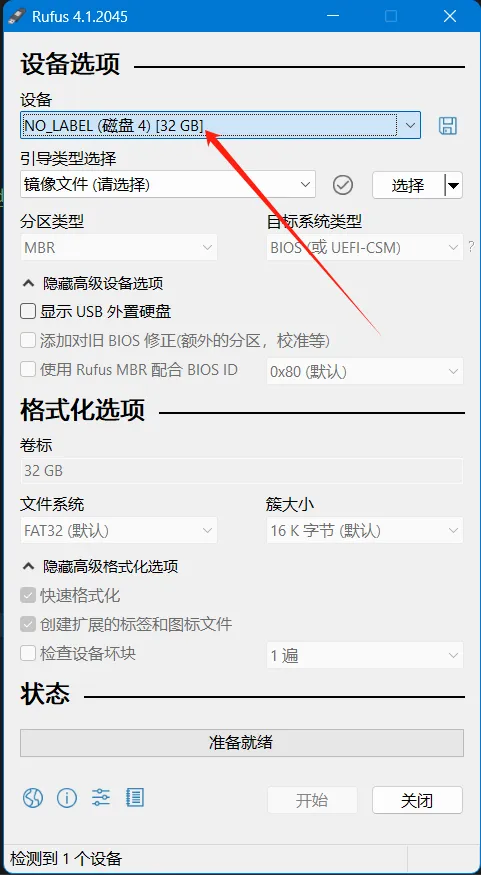 Rufus 4.1.2045
设备选项
设备
NO_LABEL (磁盘 4) [32 GB]
引导类型选择
镜像文件 (请选择)
选择
分区类型
目标系统类型
MBR
BIOS (或 UEFI-CSM)
?
隐藏高级设备选项
显示 USB 外置硬盘
添加对旧 BIOS 修正(额外的分区，校准等)
使用 Rufus MBR 配合 BIOS ID
0x80 (默认)
格式化选项
卷标
32 GB
文件系统
簇大小
FAT32 (默认)
16 K 字节 (默认)
隐藏高级格式化选项
快速格式化
创建扩展的标签和图标文件
检查设备坏块
1 遍
状态
准备就绪
开始
关闭
检测到 1 个设备